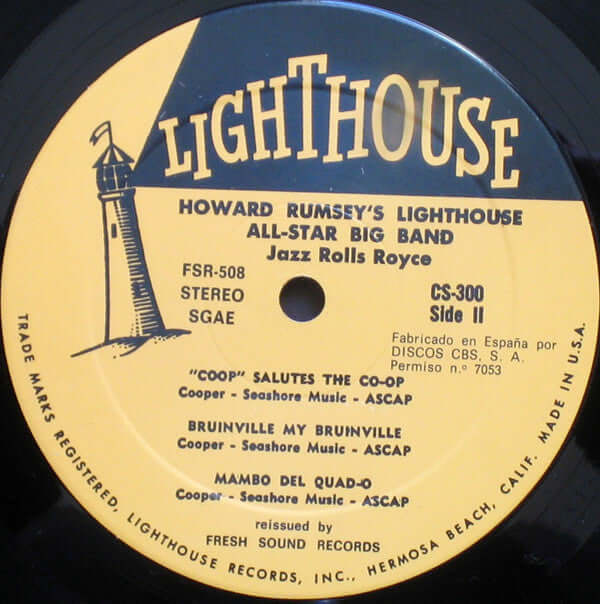 LIGHTHOUSE
HOWARD RUMSEY'S LIGHTHOUSE
ALL-STAR BIG BAND
Jazz Rolls Royce
FSR-508
STEREO
SGAE
CS-300
Side II
Fabricado en España por
DISCOS CBS, S. A.
Permiso n.º 7053
"COOP" SALUTES THE CO-OP
Cooper - Seashore Music - ASCAP
BRUINVILLE MY BRUINVILLE
Cooper - Seashore Music - ASCAP
MAMBO DEL QUAD-O
Cooper - Seashore Music - ASCAP
reissued by
FRESH SOUND RECORDS
TRADE MARKS REGISTERED, LIGHTHOUSE RECORDS, INC., HERMOSA BEACH, CALIF. MADE IN U.S.A.